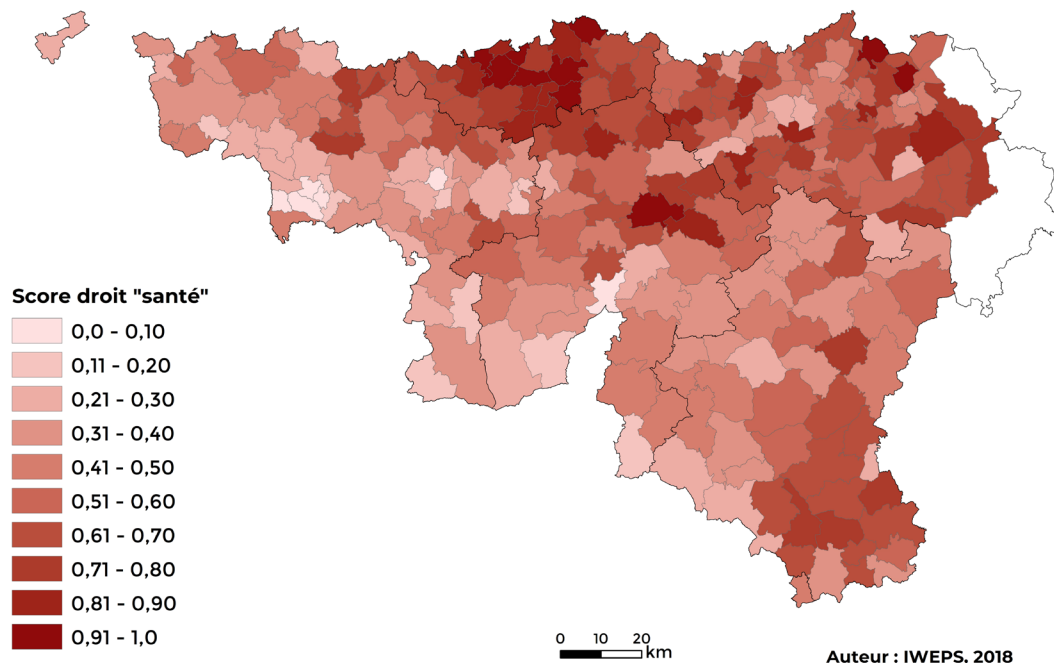 Score droit "santé"
0,0 - 0,10
0,11 - 0,20
0,21 - 0,30
0,31 - 0,40
0,41 - 0,50
0,51 - 0,60
0,61 - 0,70
0,71 - 0,80
0,81 - 0,90
0,91 - 1,0
0 10 20
km
Auteur : IWEPS, 2018